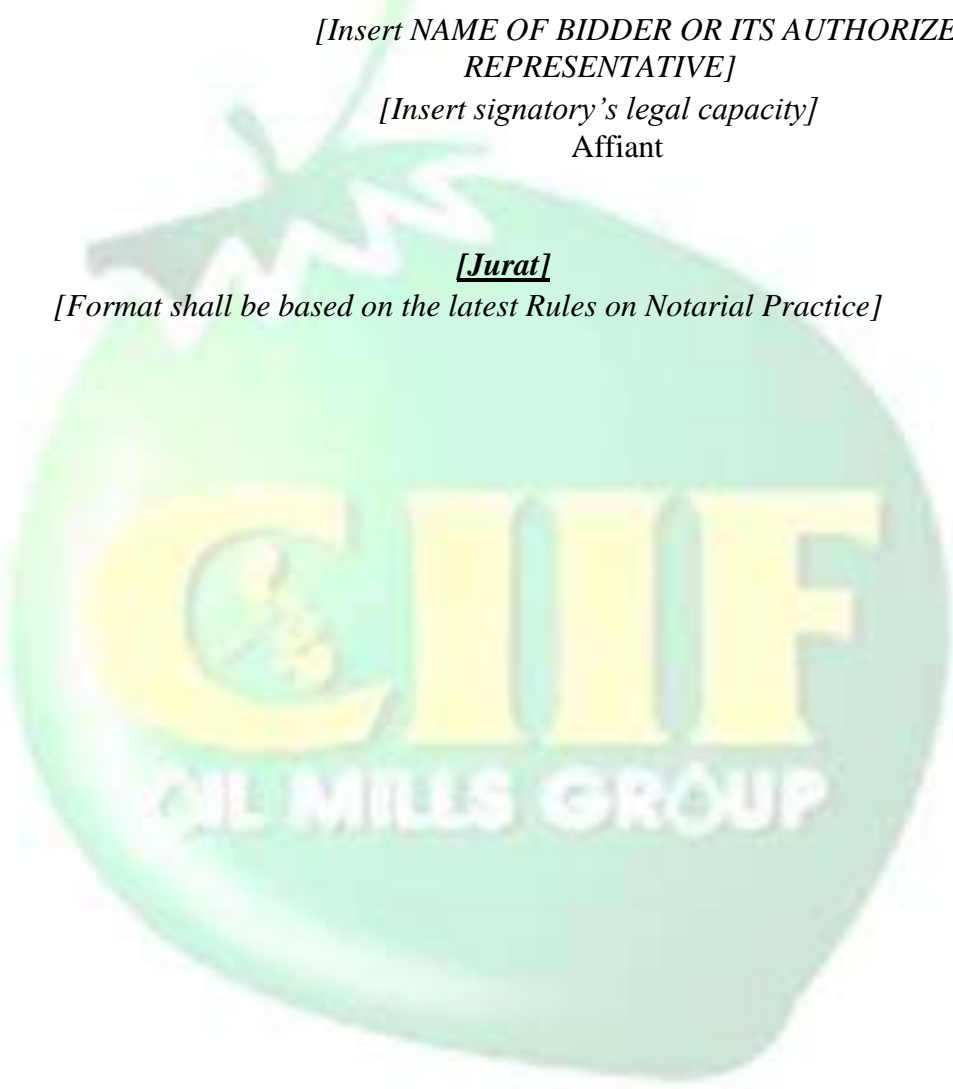 [Insert NAME OF BIDDER OR ITS AUTHORIZE
REPRESENTATIVE]
[Insert signatory’s legal capacity]
Affiant
[Jurat]
[Format shall be based on the latest Rules on Notarial Practice]
CIIF
OIL MILLS GROUP